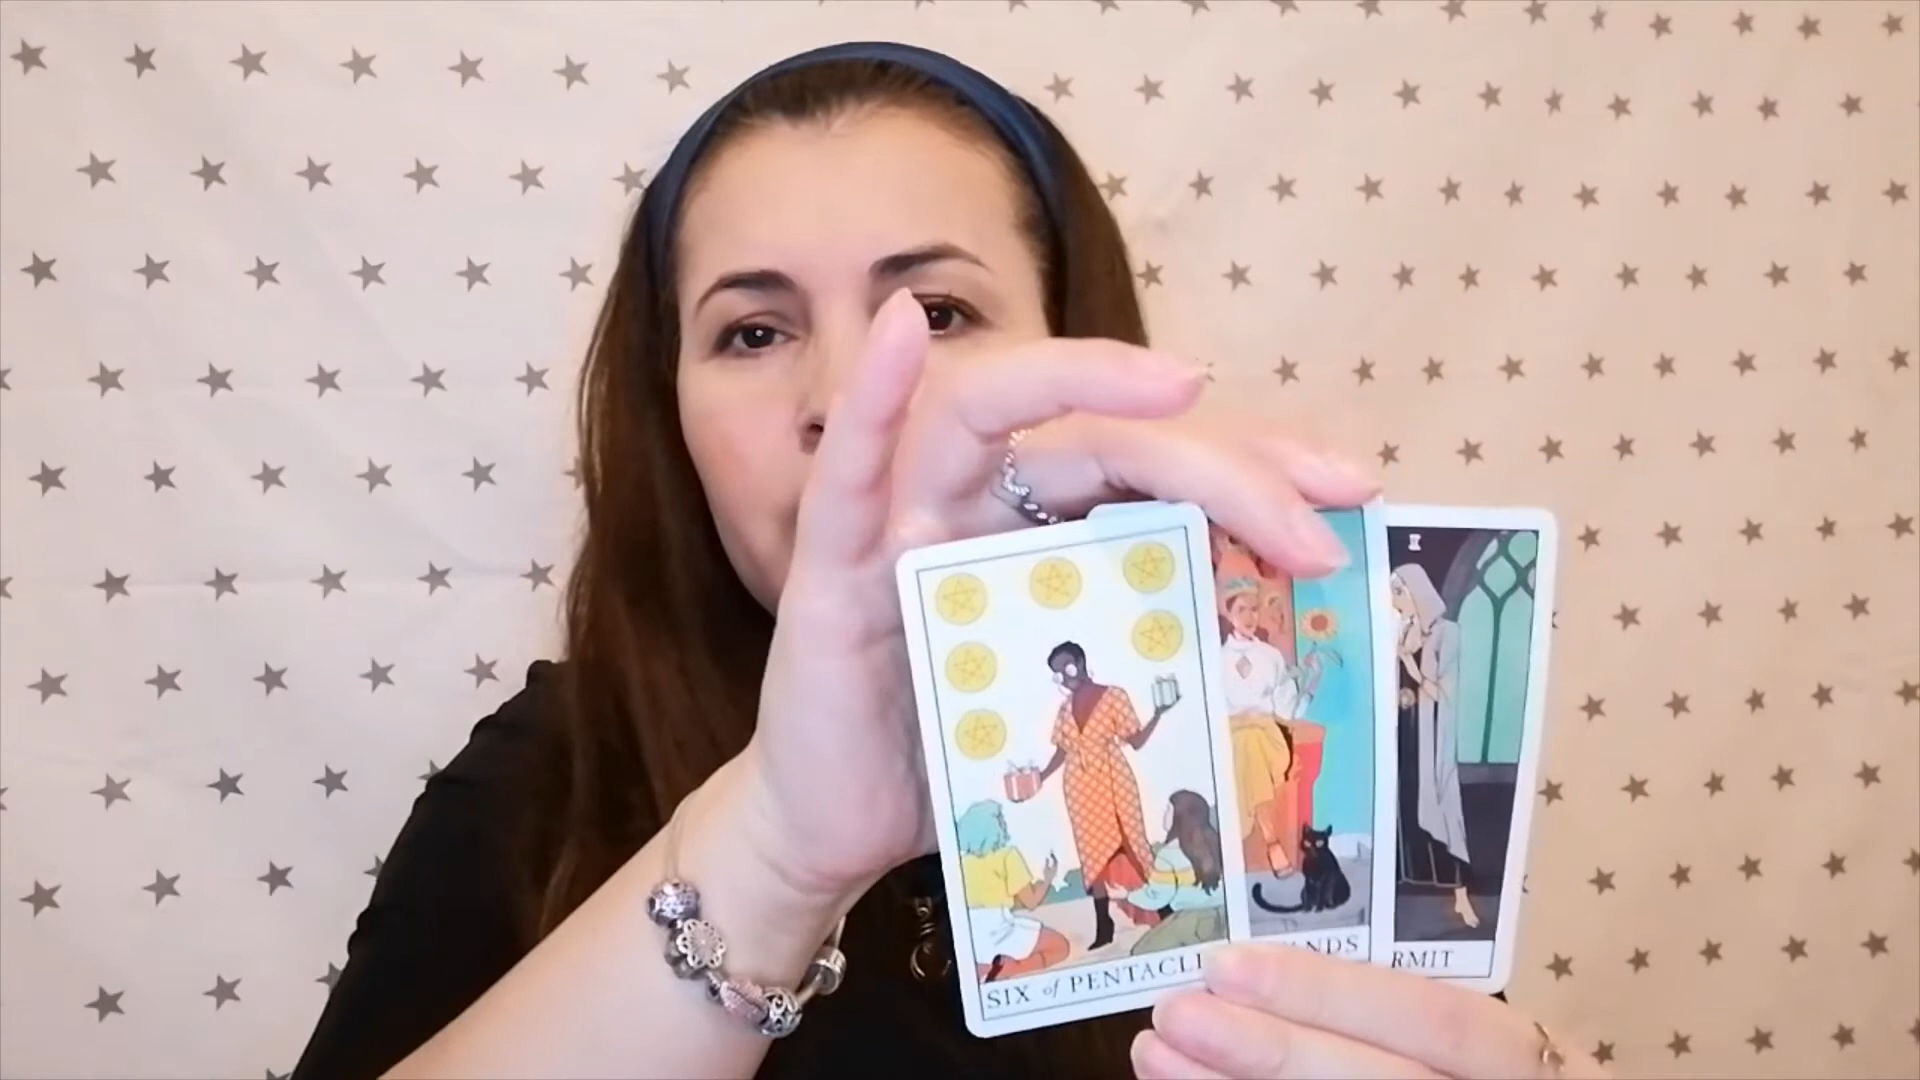 SIX of PENTACL
ANDS
RMIT